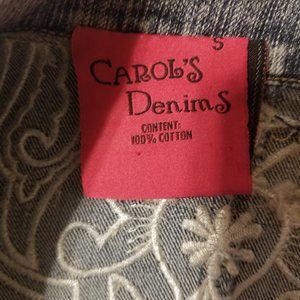 S
CAROL'S
Denims
CONTENT:
100% COTTON